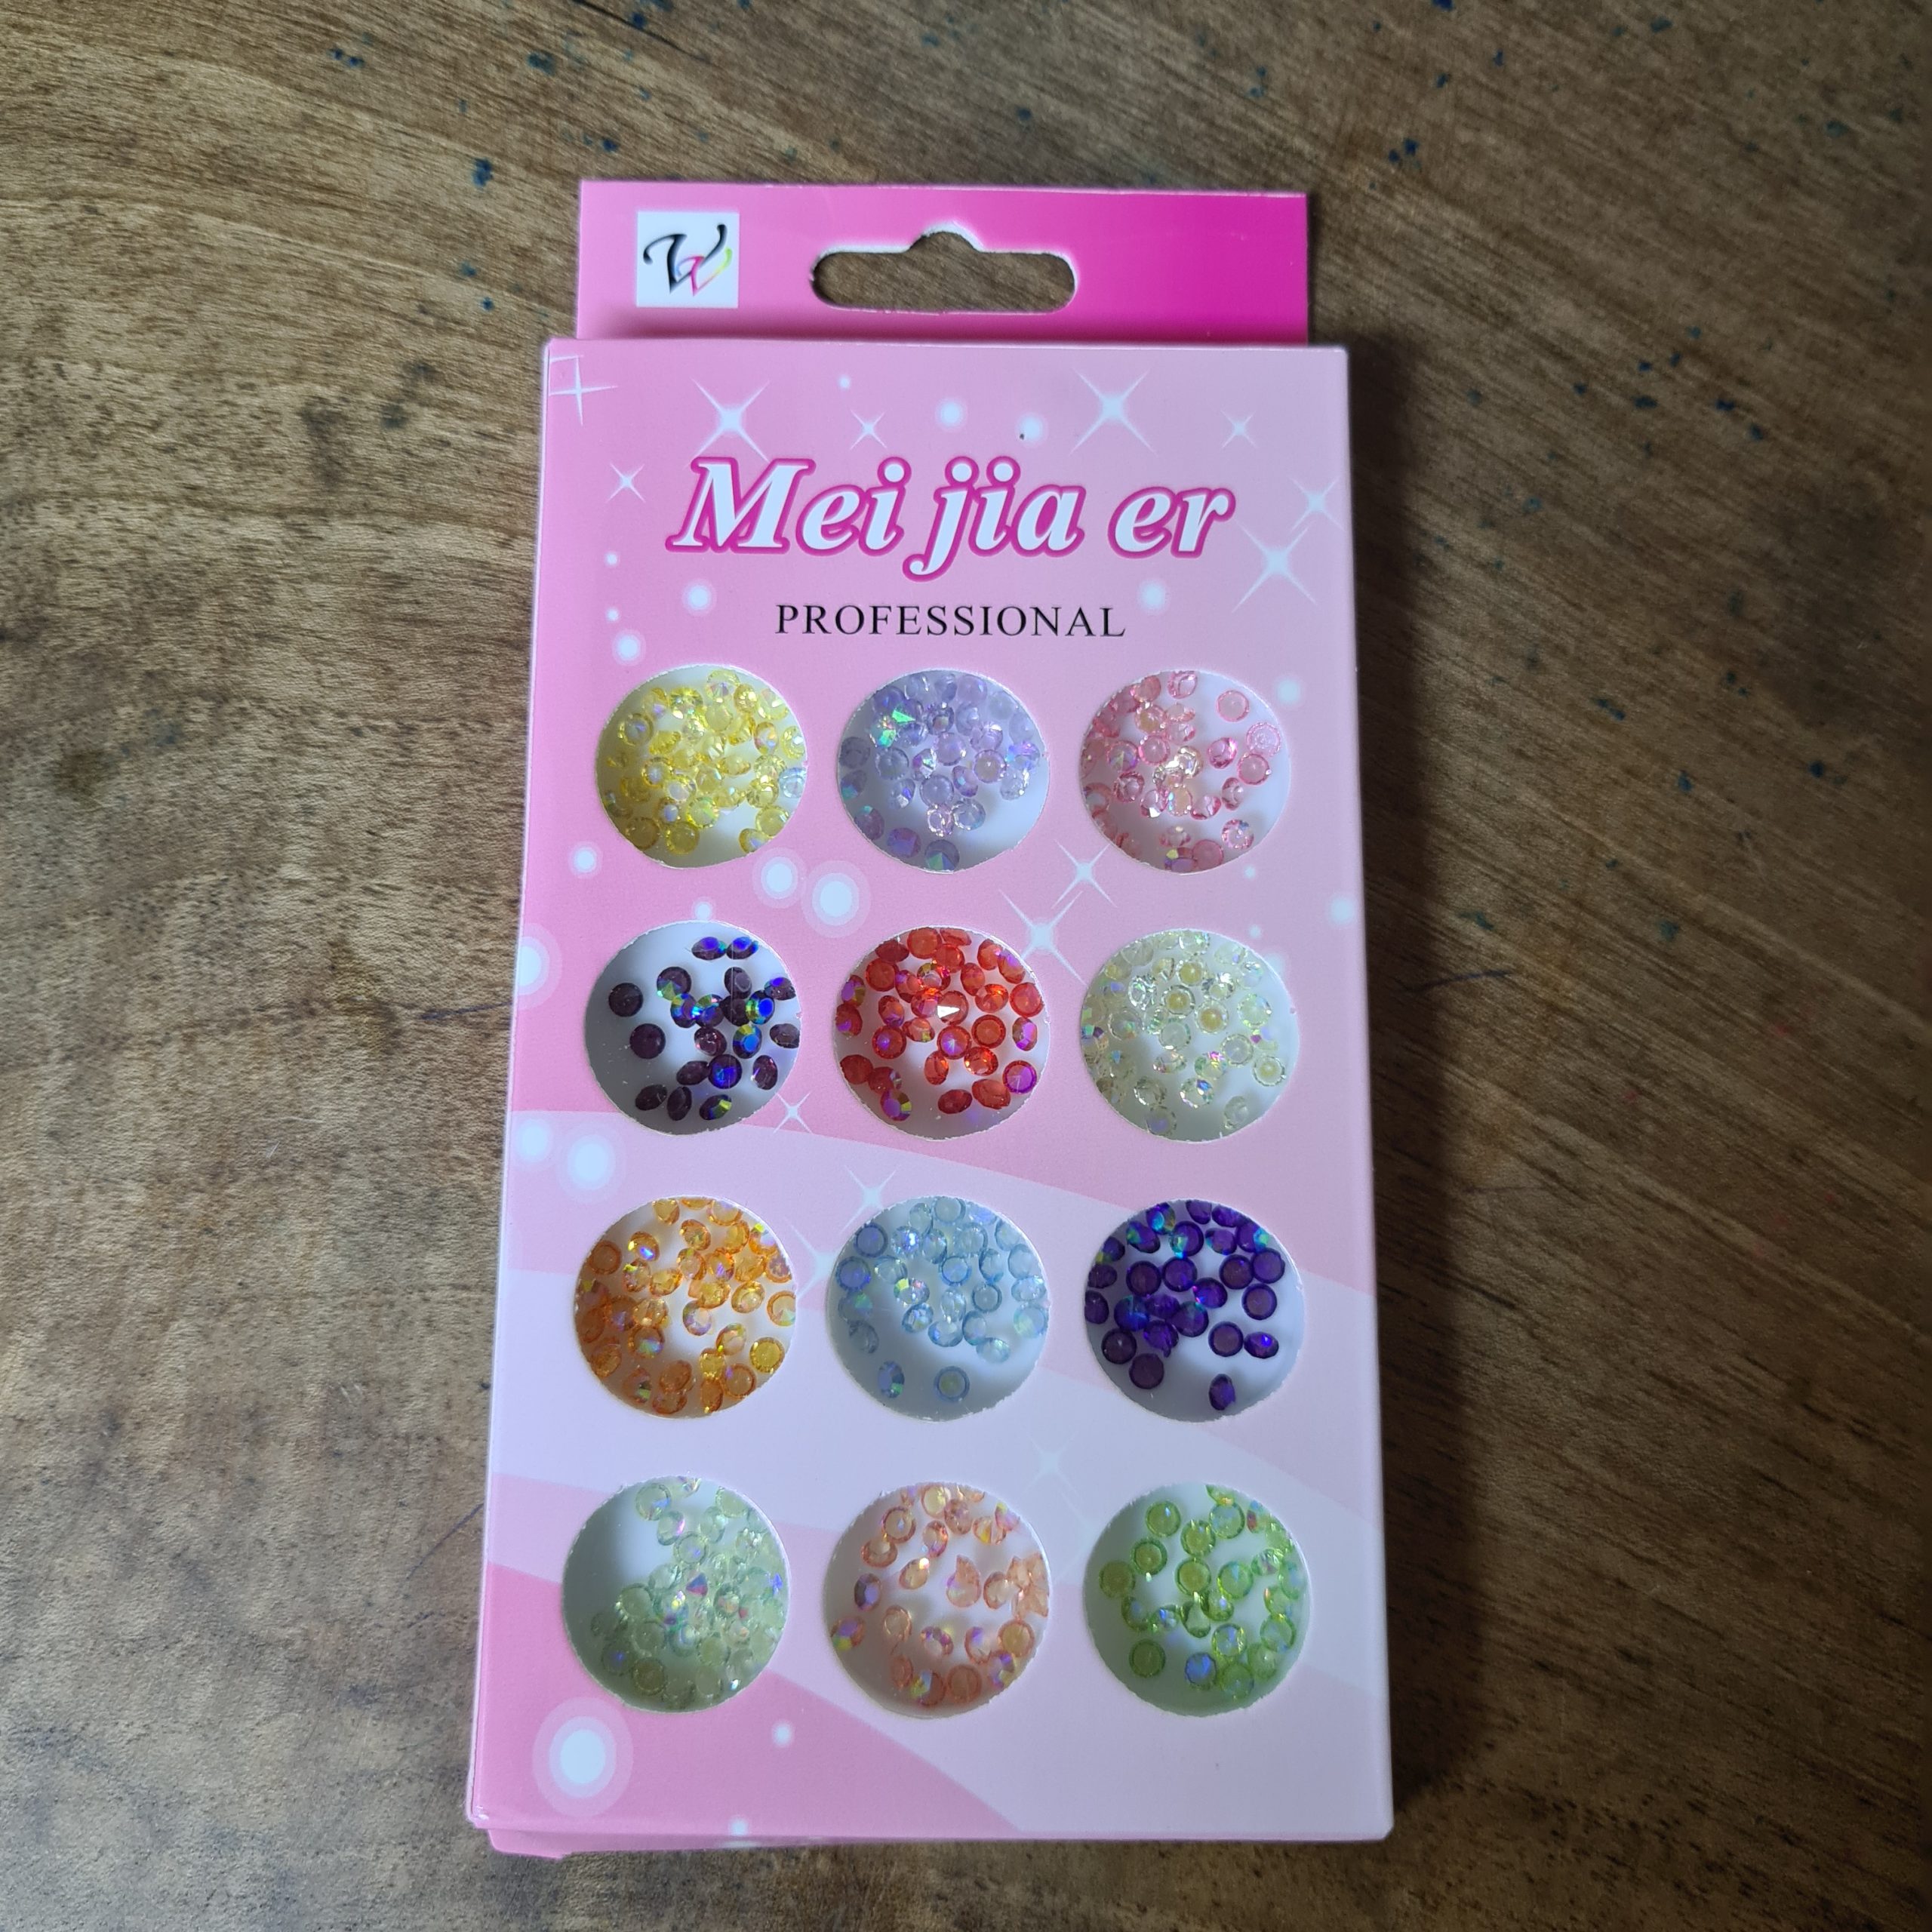 W
Mei jia er
PROFESSIONAL